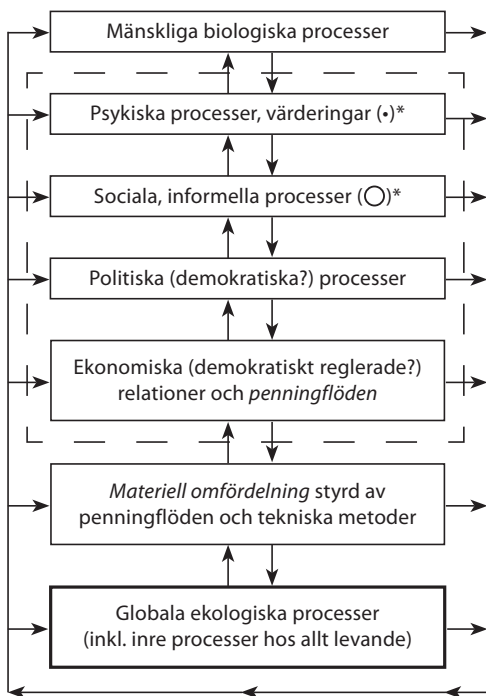 Mänskliga biologiska processer
Psykiska processer, värderingar (•)*
Sociala, informella processer (◯)*
Politiska (demokratiska?) processer
Ekonomiska (demokratiskt reglerade?)
relationer och penningflöden
Materiell omfördelning styrd av
penningflöden och tekniska metoder
Globala ekologiska processer
(inkl. inre processer hos allt levande)